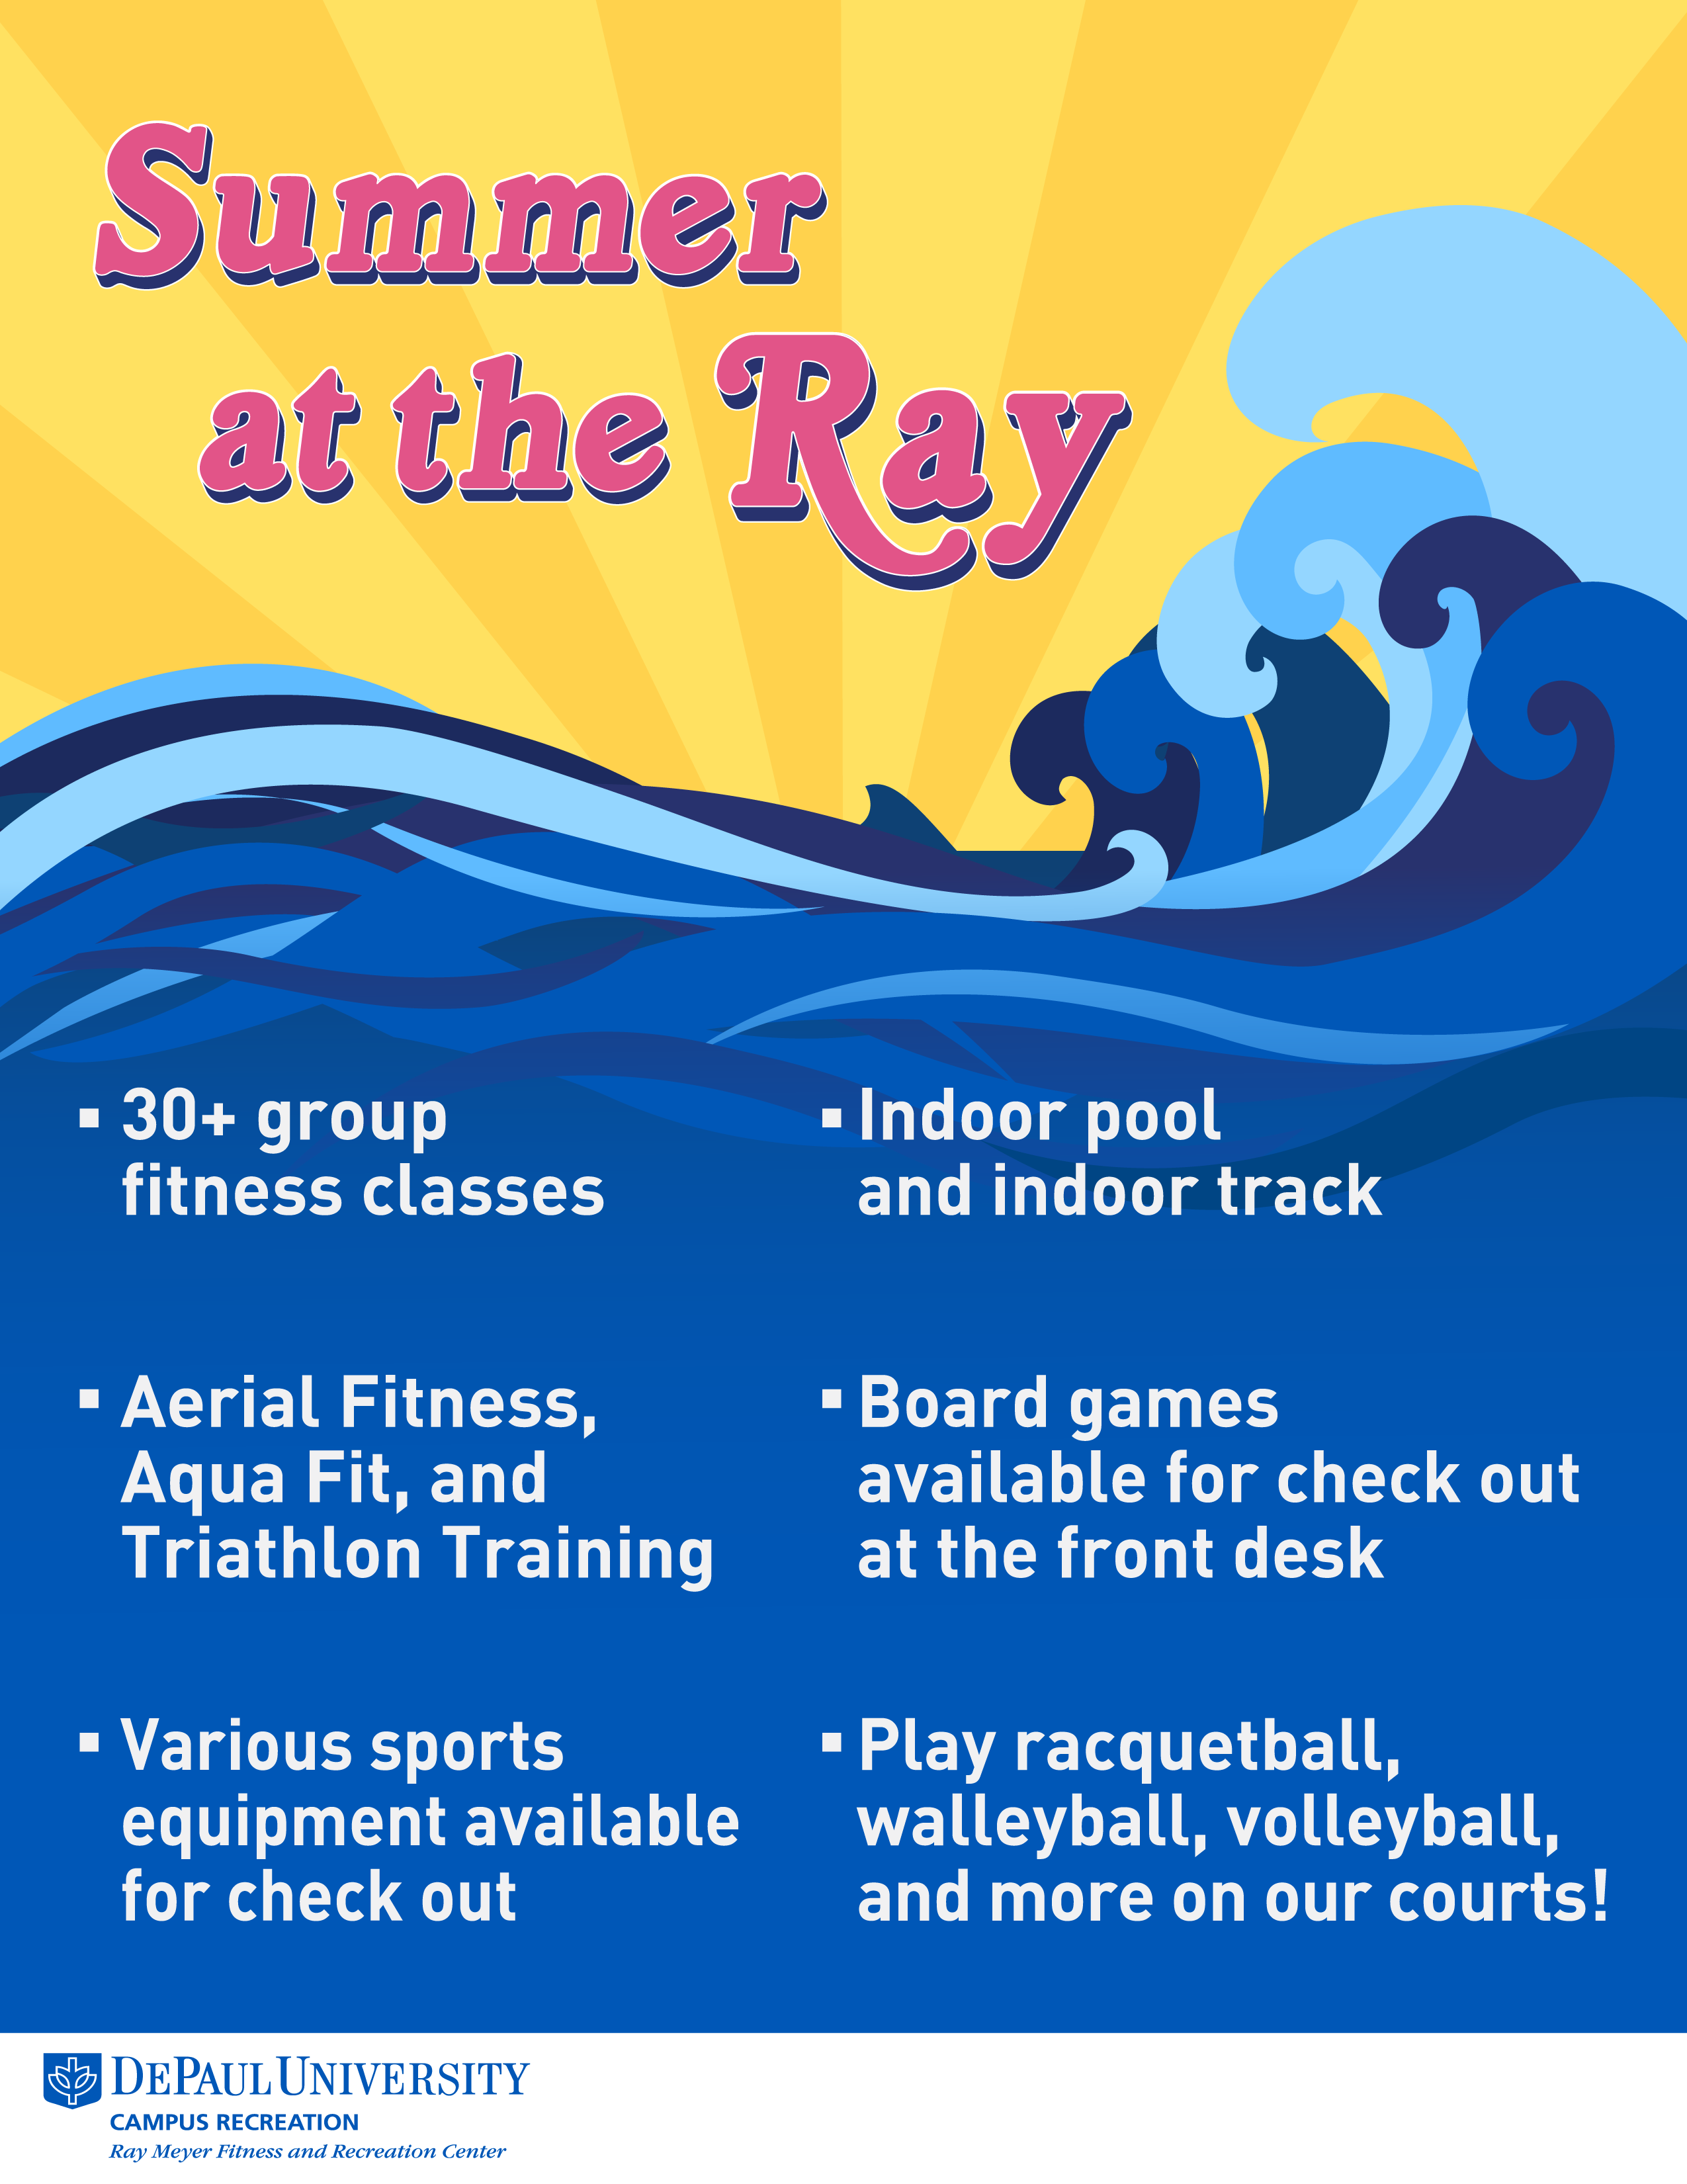 Summer
at the Ray
▪ 30+ group
fitness classes
▪ Aerial Fitness,
Aqua Fit, and
Triathlon Training
▪ Various sports
equipment available
for check out
▪ Indoor pool
and indoor track
▪ Board games
available for check out
at the front desk
▪ Play racquetball,
walleyball, volleyball,
and more on our courts!
DEPAUL UNIVERSITY
CAMPUS RECREATION
Ray Meyer Fitness and Recreation Center